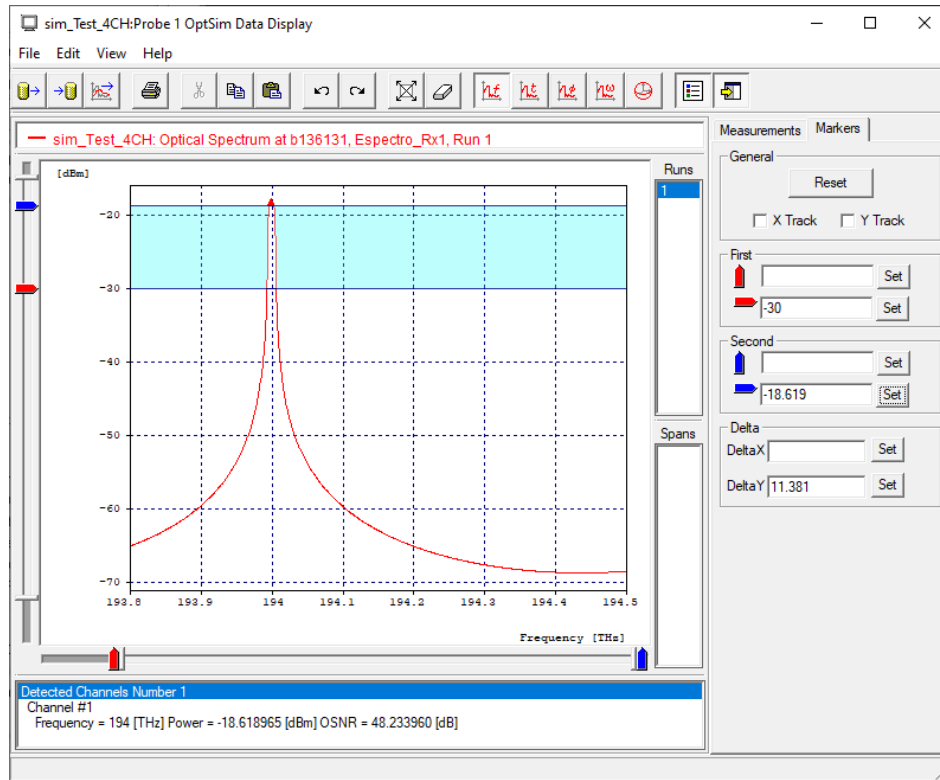 sim_Test_4CH:Probe 1 OptSim Data Display
File Edit View Help
sim_Test_4CH: Optical Spectrum at b136131, Espectro_Rx1, Run 1
[dBm]
-20
-30
-40
-50
-60
-70
193.8 193.9 194 194.1 194.2 194.3 194.4 194.5
Frequency [THz]
Runs
1
Spans
Measurements Markers
General
Reset
X Track Y Track
First
Set
-30 Set
Second
Set
-18.619 Set
Delta
DeltaX Set
DeltaY 11.381 Set
Detected Channels Number 1
Channel #1
Frequency = 194 [THz] Power = -18.618965 [dBm] OSNR = 48.233960 [dB]